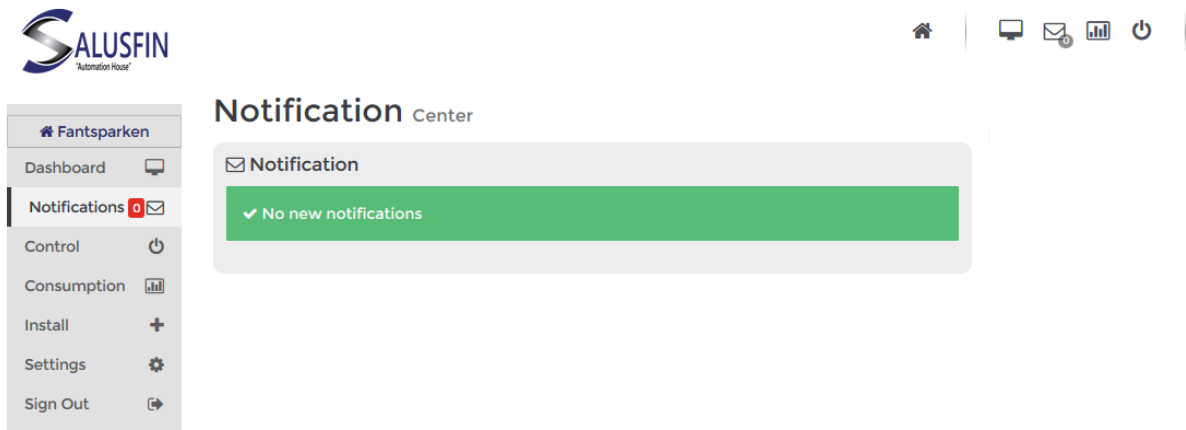 SALUSFIN
"Automation House"
0
Fantsparken
Dashboard
Notifications 0
Control
Consumption
Install
Settings
Sign Out
Notification Center
Notification
No new notifications